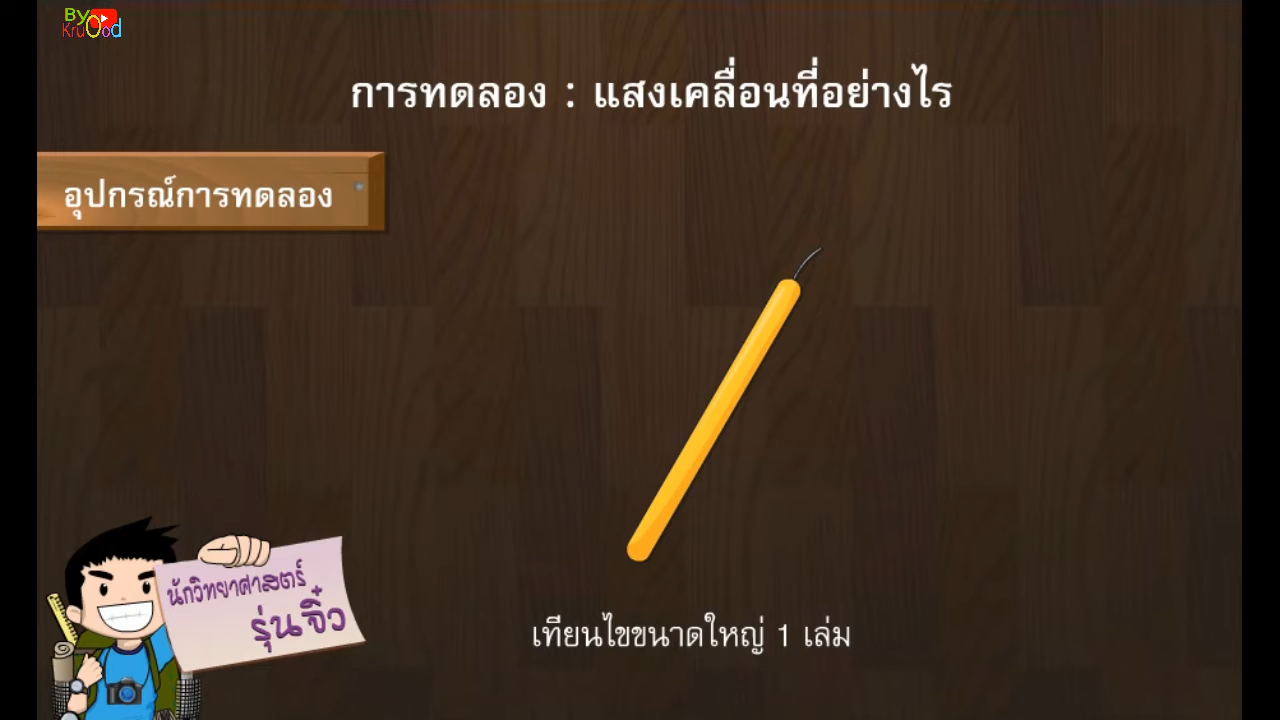 By
KruOod
การทดลอง : แสงเคลื่อนที่อย่างไร
อุปกรณ์การทดลอง
นักวิทยาศาสตร์
รุ่นจิ๋ว
เทียนไขขนาดใหญ่ 1 เล่ม